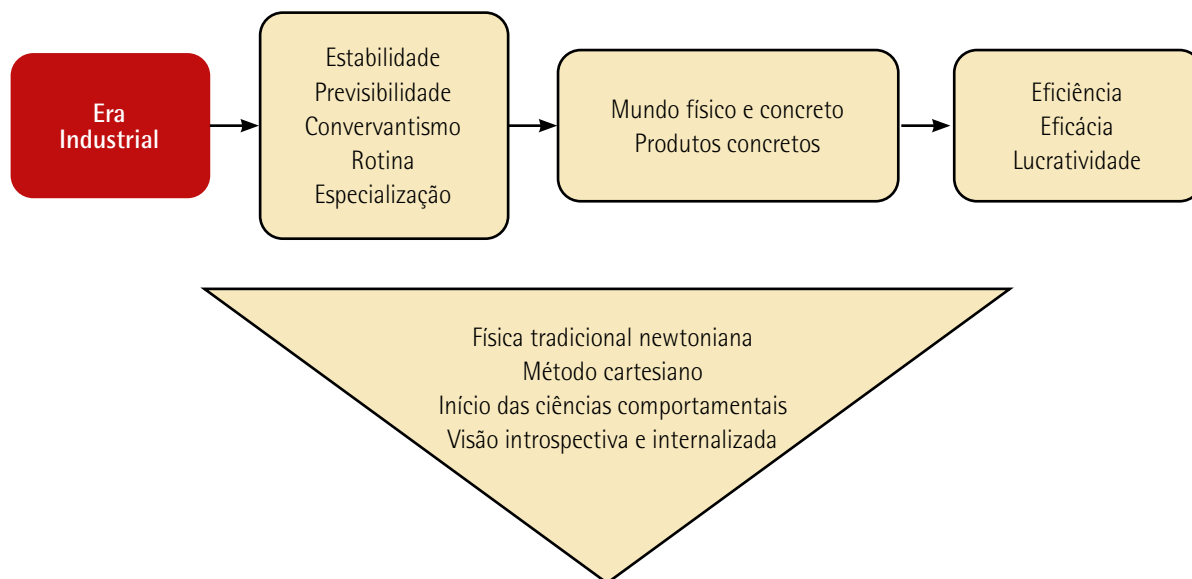 Era
Industrial
Estabilidade
Previsibilidade
Convervantismo
Rotina
Especialização
Mundo físico e concreto
Produtos concretos
Eficiência
Eficácia
Lucratividade
Física tradicional newtoniana
Método cartesiano
Início das ciências comportamentais
Visão introspectiva e internalizada